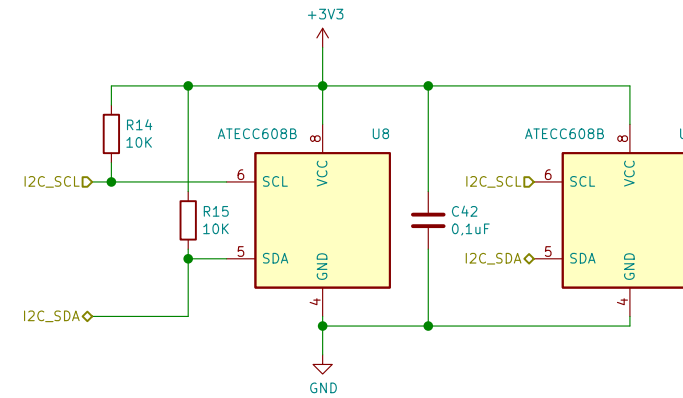 +3V3
R14
10K
ATECC608B
U8
8
VCC
I2C_SCL
6
SCL
R15
10K
5
SDA
GND
4
I2C_SDA
C42
0,1uF
ATECC608B
8
VCC
I2C_SCL
6
SCL
I2C_SDA
5
SDA
GND
4
GND